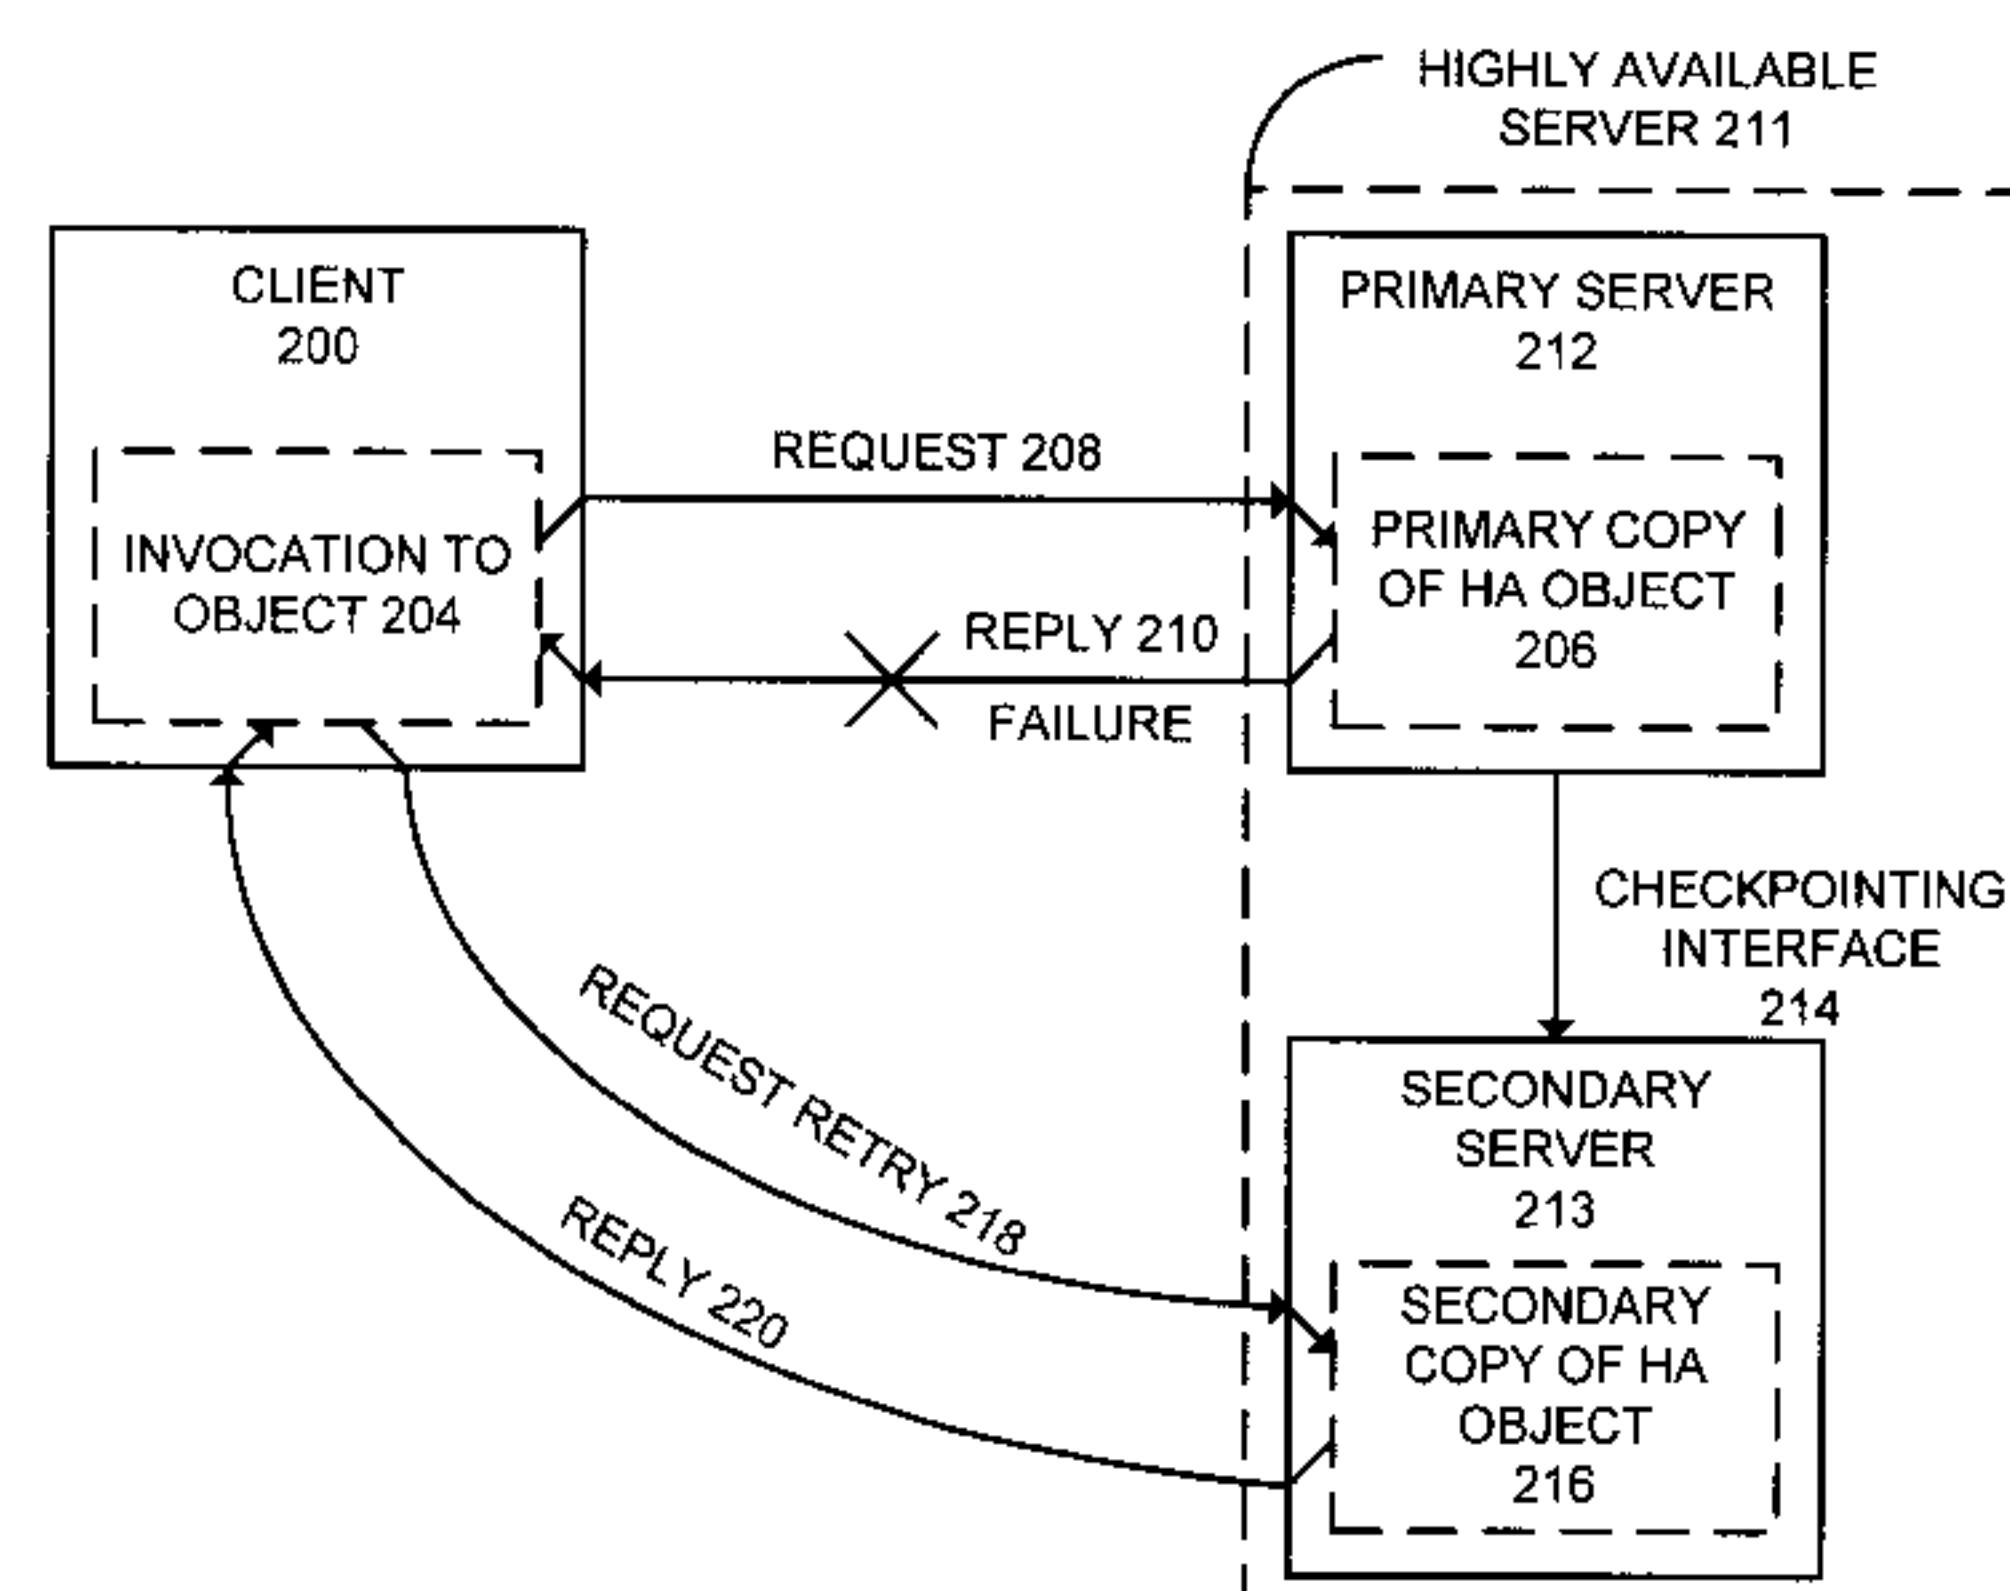 HIGHLY AVAILABLE
SERVER 211
CLIENT
200
INVOCATION TO
OBJECT 204
REQUEST 208
REPLY 210
FAILURE
PRIMARY SERVER
212
PRIMARY COPY
OF HA OBJECT
206
CHECKPOINTING
INTERFACE
214
REQUEST RETRY 218
REPLY 220
SECONDARY
SERVER
213
SECONDARY
COPY OF HA
OBJECT
216